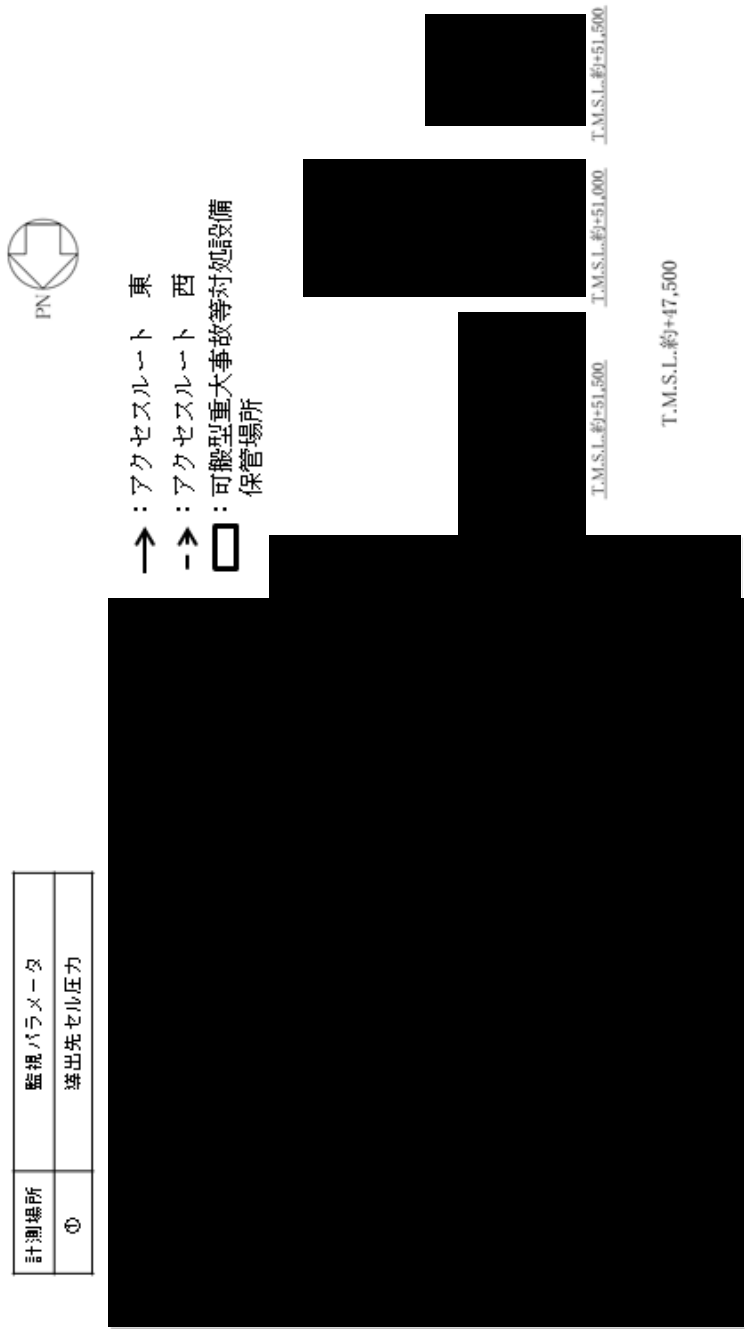 計測場所 監視パラメータ
① 導出先セル圧力
PN
→:アクセスルート 東
⇢:アクセスルート 西
:可搬型重大事故等対処設備
保管場所
T.M.S.L.約+51,500
T.M.S.L.約+51,000
T.M.S.L.約+51,500
T.M.S.L.約+47,500